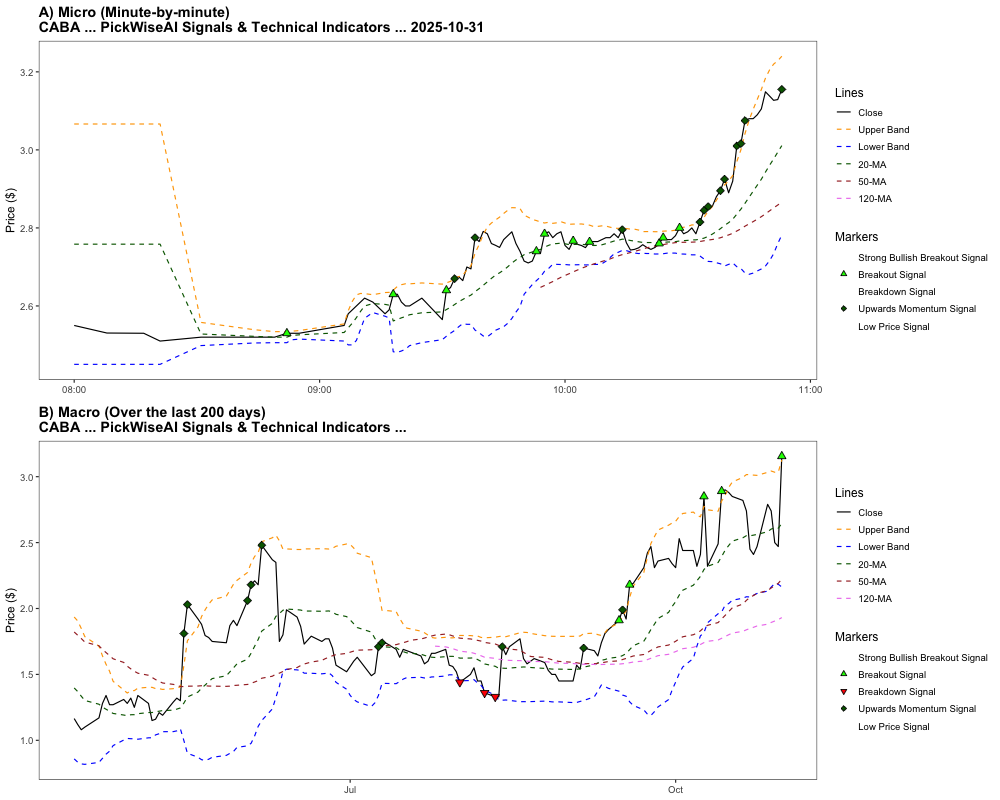 A) Micro (Minute-by-minute)
CABA ... PickWiseAI Signals & Technical Indicators ... 2025-10-31
Price ($)
3.2
3.0
2.8
2.6
08:00
09:00
10:00
11:00
Lines
Close
Upper Band
Lower Band
20-MA
50-MA
120-MA
Markers
Strong Bullish Breakout Signal
Breakout Signal
Breakdown Signal
Upwards Momentum Signal
Low Price Signal
B) Macro (Over the last 200 days)
CABA ... PickWiseAI Signals & Technical Indicators ...
Price ($)
3.0
2.5
2.0
1.5
1.0
Jul
Oct
Lines
Close
Upper Band
Lower Band
20-MA
50-MA
120-MA
Markers
Strong Bullish Breakout Signal
Breakout Signal
Breakdown Signal
Upwards Momentum Signal
Low Price Signal